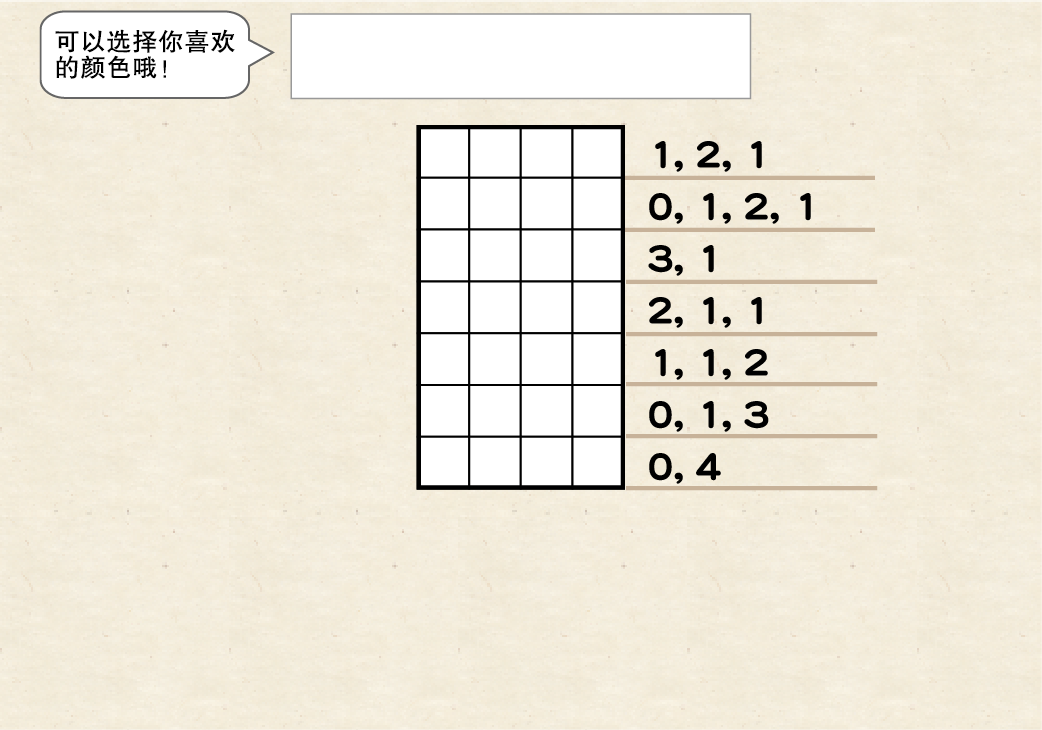 可以选择你喜欢
的颜色哦！
1, 2, 1
0, 1, 2, 1
3, 1
2, 1, 1
1, 1, 2
0, 1, 3
0, 4